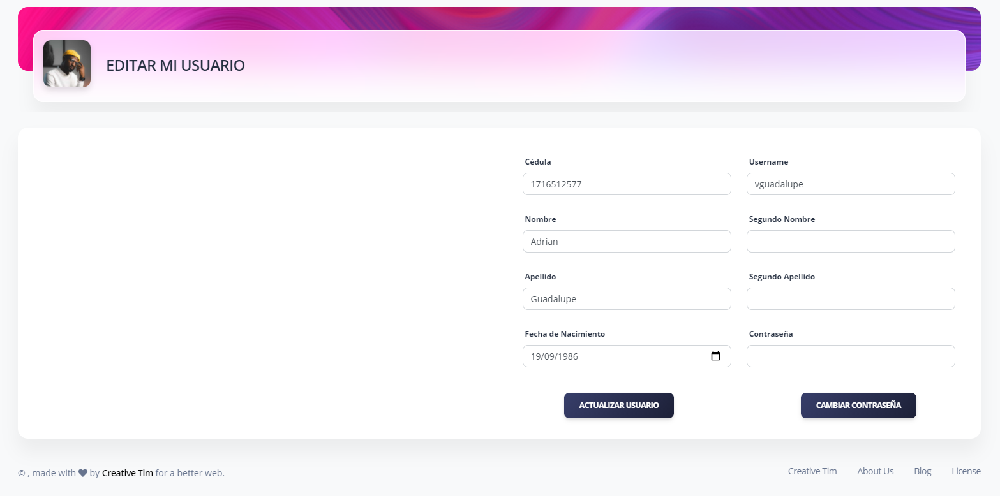 EDITAR MI USUARIO
Cédula
Username
1716512577
vguadalupe
Nombre
Segundo Nombre
Adrian
Apellido
Segundo Apellido
Guadalupe
Fecha de Nacimiento
Contraseña
19/09/1986
ACTUALIZAR USUARIO
CAMBIAR CONTRASEÑA
© , made with ♥ by Creative Tim for a better web.
Creative Tim
About Us
Blog
License